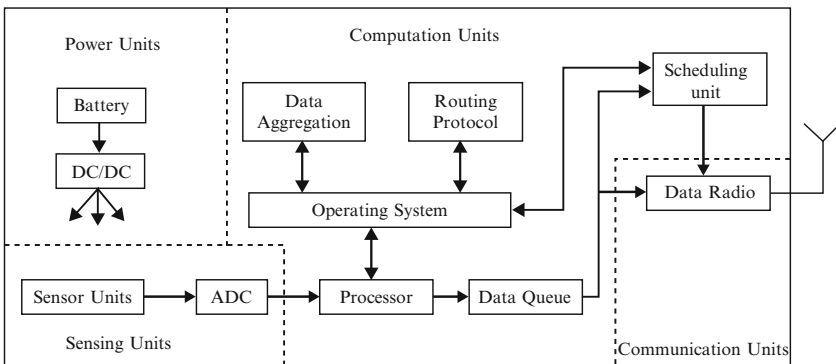 Power Units
Computation Units
Battery
DC/DC
Data
Aggregation
Routing
Protocol
Scheduling
unit
Operating System
Data Radio
Sensor Units
ADC
Processor
Data Queue
Sensing Units
Communication Units